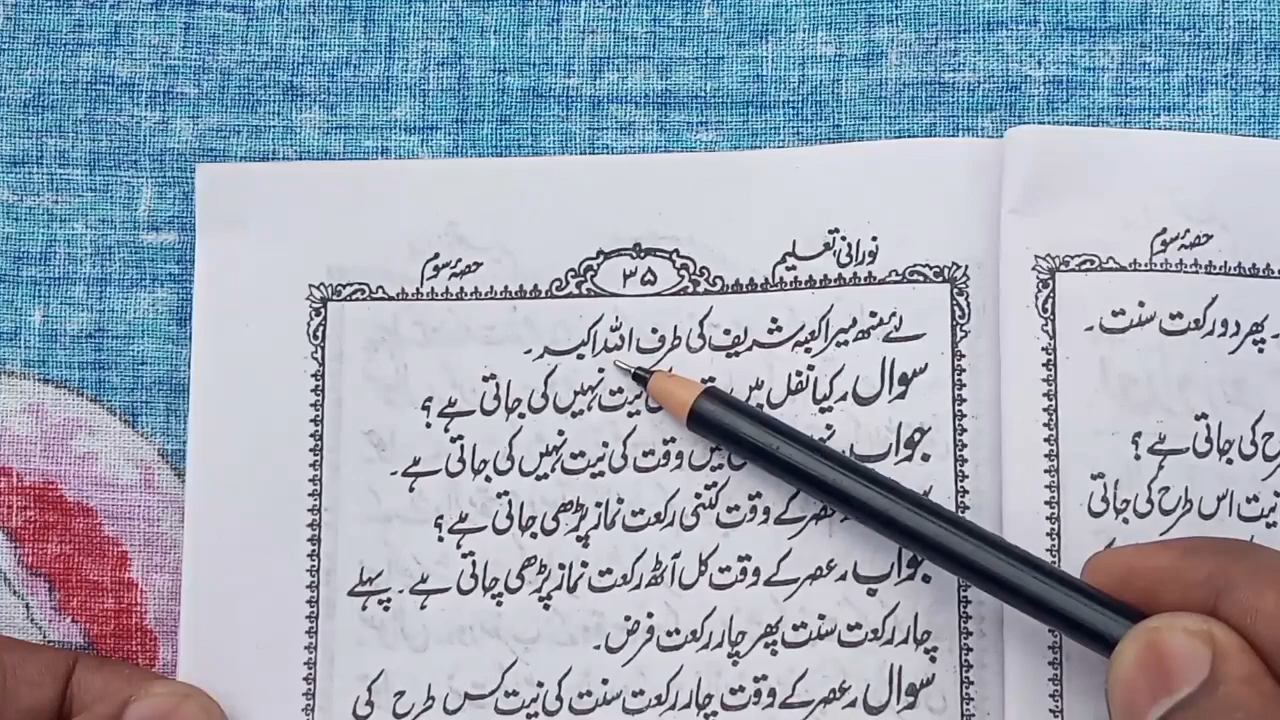 نورانی تعلیم
۳۵
حصہ سوم
لئے منھ میرا کعبہ شریف کی طرف اللہ اکبر۔
سوال ۔ کیا نفل میں نیت نہیں کی جاتی ہے؟
جواب ۔ میں وقت کی نیت نہیں کی جاتی ہے۔
عصر کے وقت کتنی رکعت نماز پڑھی جاتی ہے؟
جواب ۔ عصر کے وقت کل آٹھ رکعت نماز پڑھی جاتی ہے۔ پہلے
چار رکعت سنت پھر چار رکعت فرض۔
سوال ۔ عصر کے وقت چار رکعت سنت کی نیت کس طرح کی
حصہ سوم
پھر دو رکعت سنت۔
کی جاتی ہے؟
نیت اس طرح کی جاتی